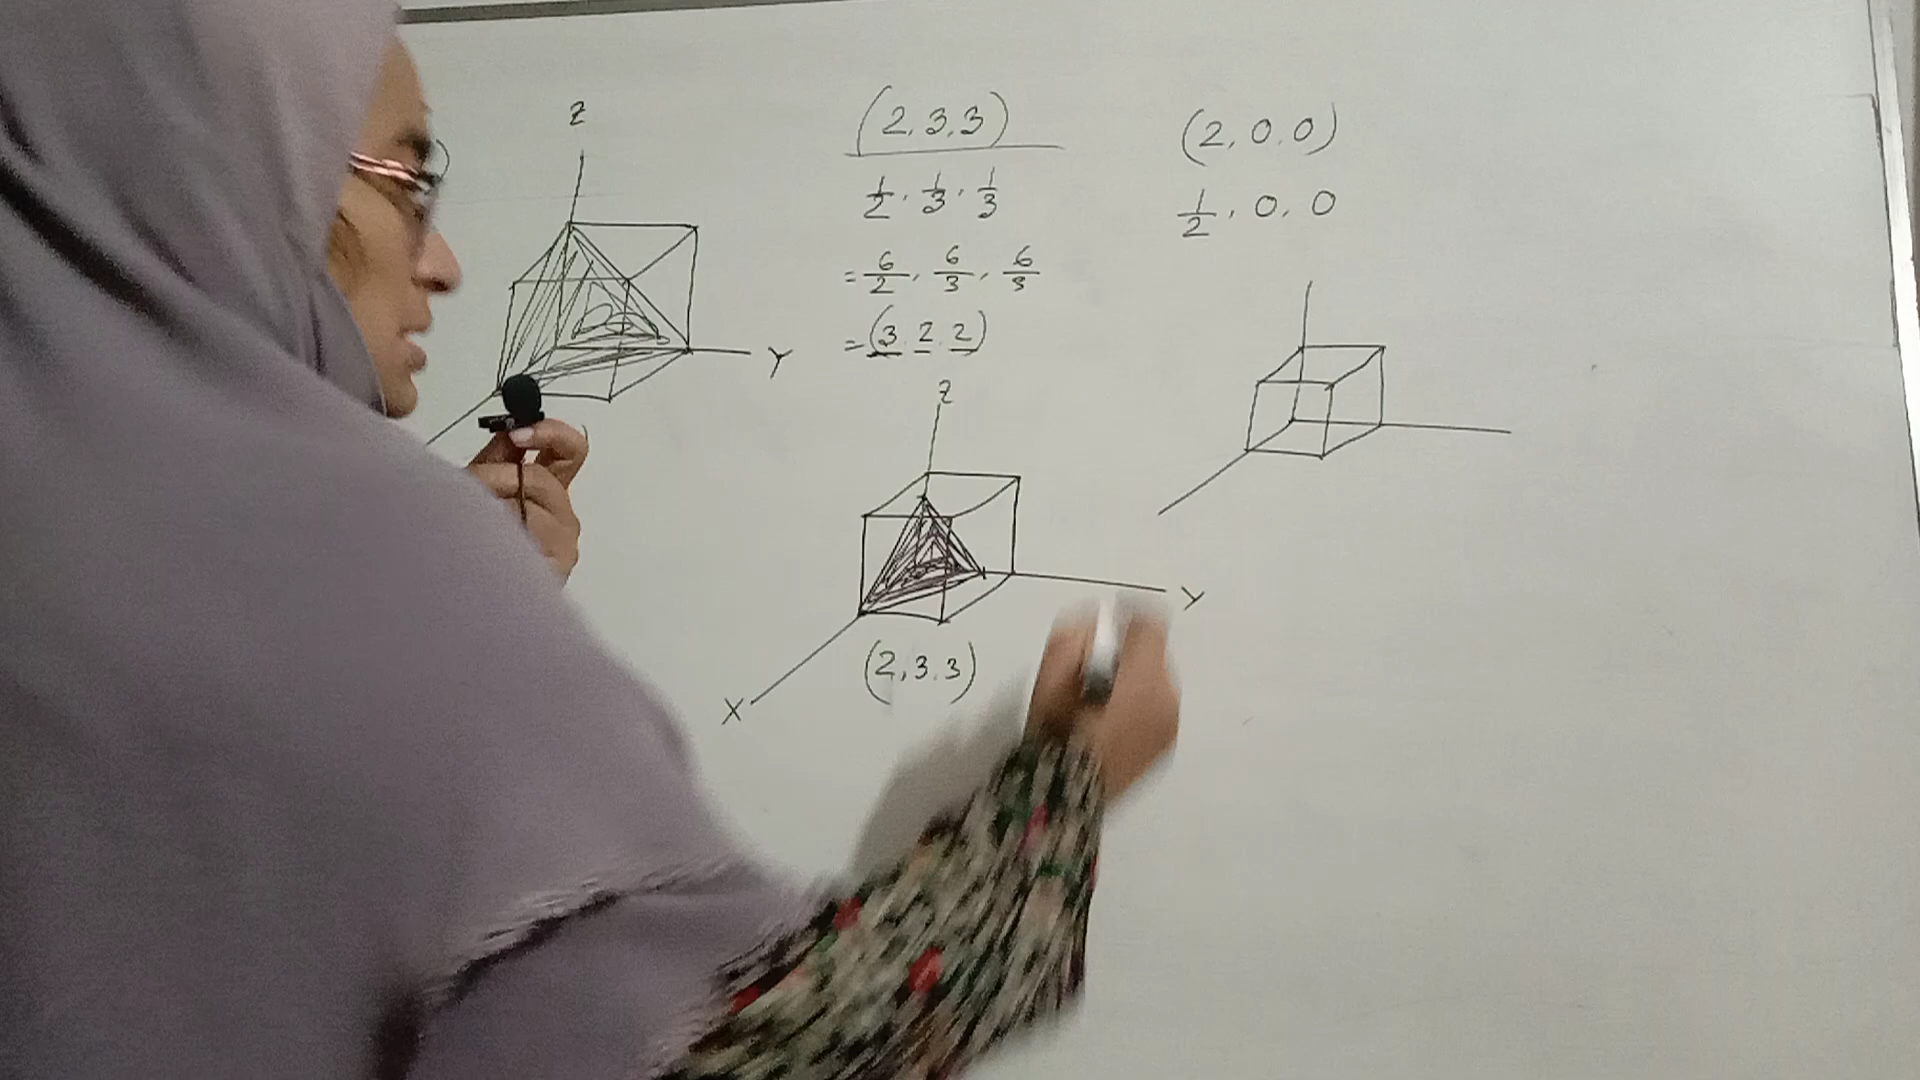 Z
Y
(2,3,3)
1/2, 1/3, 1/3
= 6/2, 6/3, 6/3
= (3,2,2)
Z
Y
X
(2,3,3)
(2,0,0)
1/2, 0, 0